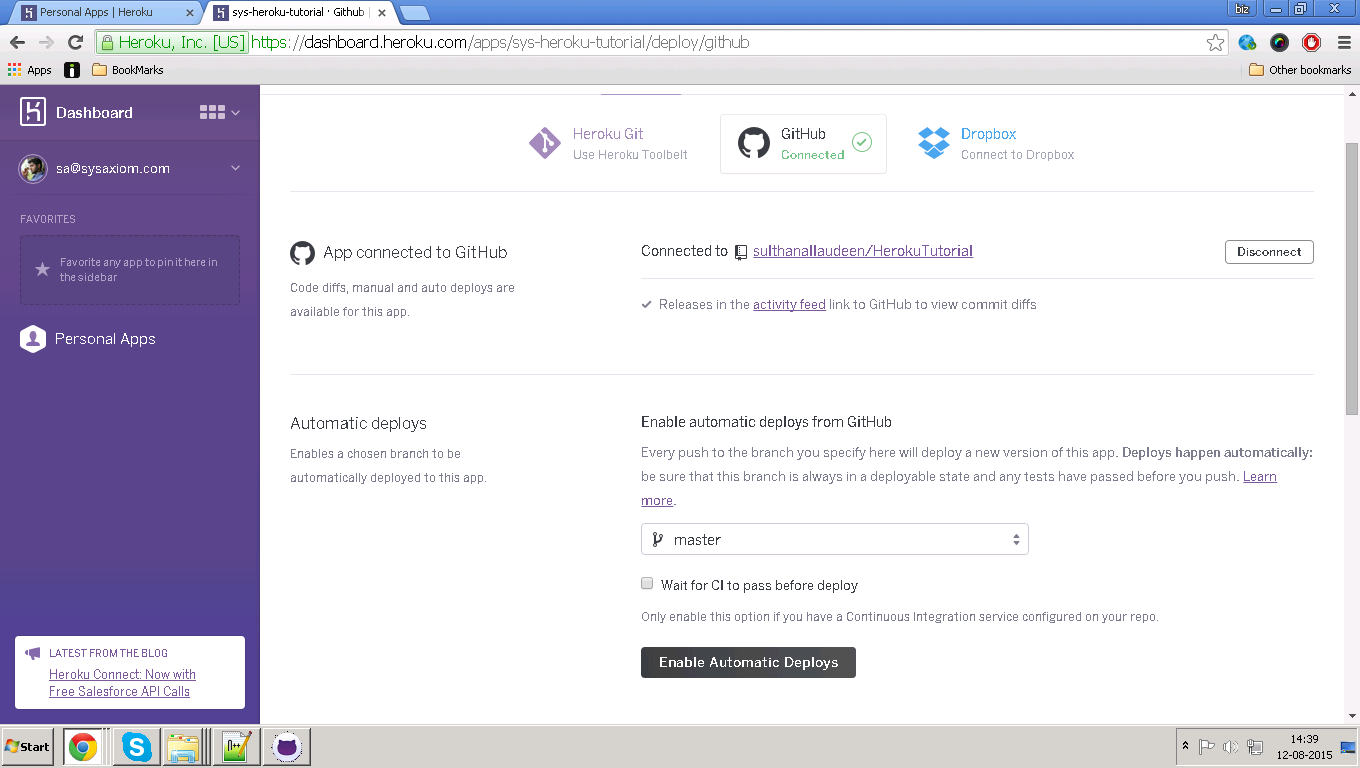 Personal Apps | Heroku
sys-heroku-tutorial · Github |
biz
Heroku, Inc. [US] https://dashboard.heroku.com/apps/sys-heroku-tutorial/deploy/github
Apps
BookMarks
Other bookmarks
Dashboard
sa@sysaxiom.com
FAVORITES
Favorite any app to pin it here in
the sidebar
Personal Apps
LATEST FROM THE BLOG
Heroku Connect: Now with
Free Salesforce API Calls
Heroku Git
Use Heroku Toolbelt
GitHub
Connected
Dropbox
Connect to Dropbox
App connected to GitHub
Code diffs, manual and auto deploys are
available for this app.
Connected to sulthanallaudeen/HerokuTutorial
Disconnect
Releases in the activity feed link to GitHub to view commit diffs
Automatic deploys
Enables a chosen branch to be
automatically deployed to this app.
Enable automatic deploys from GitHub
Every push to the branch you specify here will deploy a new version of this app. Deploys happen automatically:
be sure that this branch is always in a deployable state and any tests have passed before you push. Learn
more.
master
Wait for CI to pass before deploy
Only enable this option if you have a Continuous Integration service configured on your repo.
Enable Automatic Deploys
Start
14:39
12-08-2015